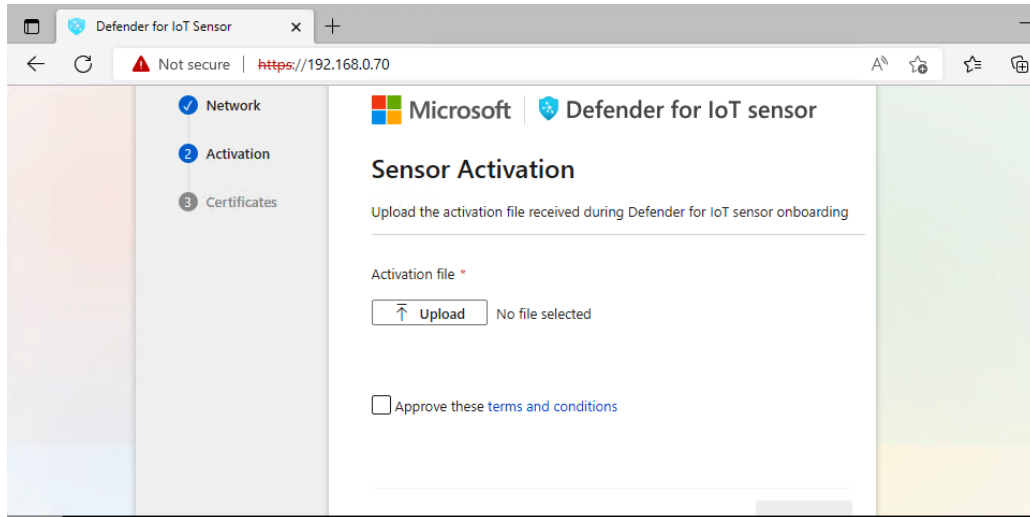 Defender for IoT Sensor
Not secure | https://192.168.0.70
Network
2 Activation
3 Certificates
Microsoft | Defender for IoT sensor
Sensor Activation
Upload the activation file received during Defender for IoT sensor onboarding
Activation file *
Upload No file selected
Approve these terms and conditions